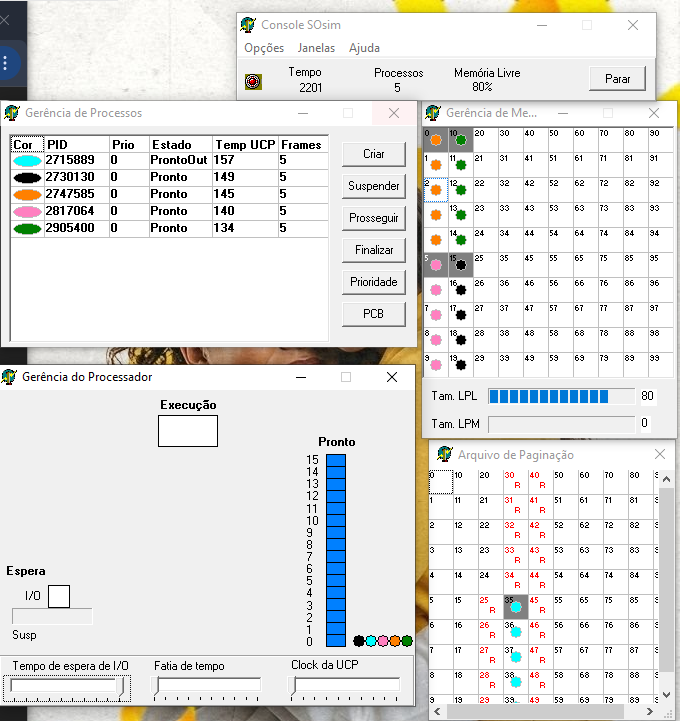 Console SOsim
Opções Janelas Ajuda
Tempo Processos Memória Livre
2201 5 80%
Parar
Gerência de Processos
Cor PID Prio Estado Temp UCP Frames
2715889 0 ProntoOut 157 5
2730130 0 Pronto 149 5
2747585 0 Pronto 145 5
2817064 0 Pronto 140 5
2905400 0 Pronto 134 5
Criar
Suspender
Prosseguir
Finalizar
Prioridade
PCB
Gerência de Me...
0 10 20 30 40 50 60 70 80 90
1 11 21 31 41 51 61 71 81 91
2 12 22 32 42 52 62 72 82 92
3 13 23 33 43 53 63 73 83 93
4 14 24 34 44 54 64 74 84 94
5 15 25 35 45 55 65 75 85 95
6 16 26 36 46 56 66 76 86 96
7 17 27 37 47 57 67 77 87 97
8 18 28 38 48 58 68 78 88 98
9 19 29 39 49 59 69 79 89 99
Tam. LPL 80
Tam. LPM 0
Gerência do Processador
Execução
Pronto
15
14
13
12
11
10
9
8
7
6
5
4
3
2
1
0
Espera
I/O
Susp
Tempo de espera de I/O Fatia de tempo Clock da UCP
Arquivo de Paginação
0 10 20 30 40 50 60 70 80
R R
1 11 21 31 41 51 61 71 81
R R
2 12 22 32 42 52 62 72 82
R R
3 13 23 33 43 53 63 73 83
R R
4 14 24 34 44 54 64 74 84
R R
5 15 25 35 45 55 65 75 85
R R
6 16 26 36 46 56 66 76 86
R R
7 17 27 37 47 57 67 77 87
R R
8 18 28 38 48 58 68 78 88
R R
9 19 29 39 49 59 69 79 89